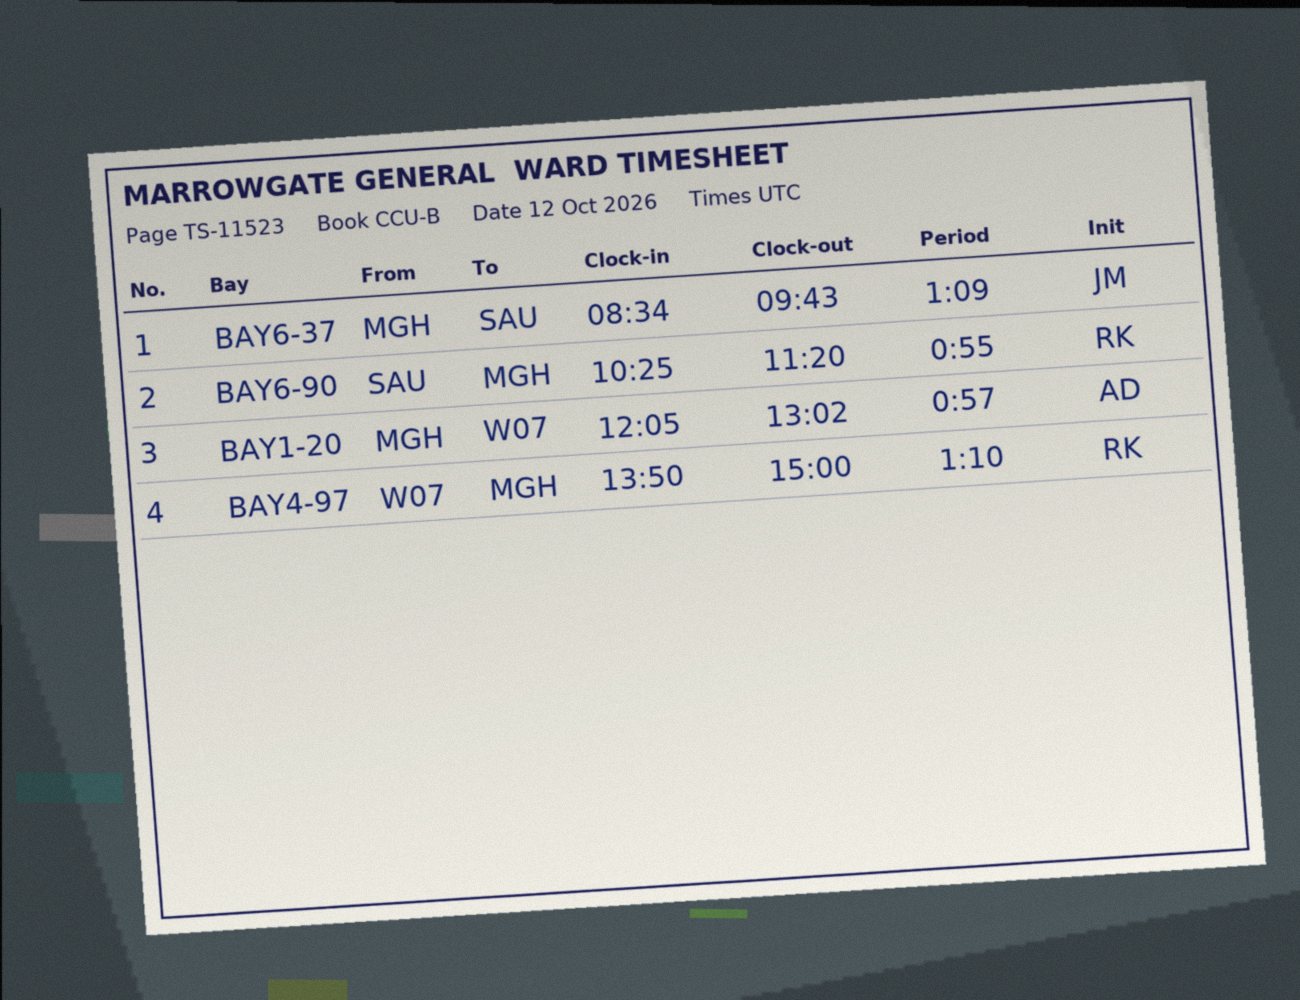 MARROWGATE GENERAL WARD TIMESHEET
Page TS-11523 Book CCU-B Date 12 Oct 2026 Times UTC
No. Bay From To Clock-in Clock-out Period Init
1 BAY6-37 MGH SAU 08:34 09:43 1:09 JM
2 BAY6-90 SAU MGH 10:25 11:20 0:55 RK
3 BAY1-20 MGH W07 12:05 13:02 0:57 AD
4 BAY4-97 W07 MGH 13:50 15:00 1:10 RK